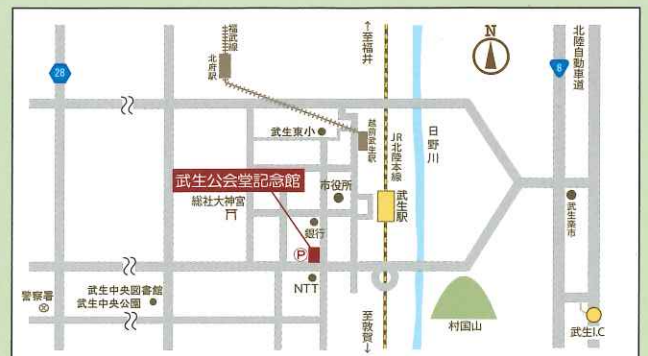 28
福武線
北府駅
↑至福井
N
8
北陸自動車道
武生東小
越前武生駅
JR北陸本線
日野川
武生公会堂記念館
市役所
総社大神宮
武生駅
武生楽市
銀行
P
NTT
警察署
武生中央図書館
武生中央公園
至敦賀↓
村国山
武生I.C